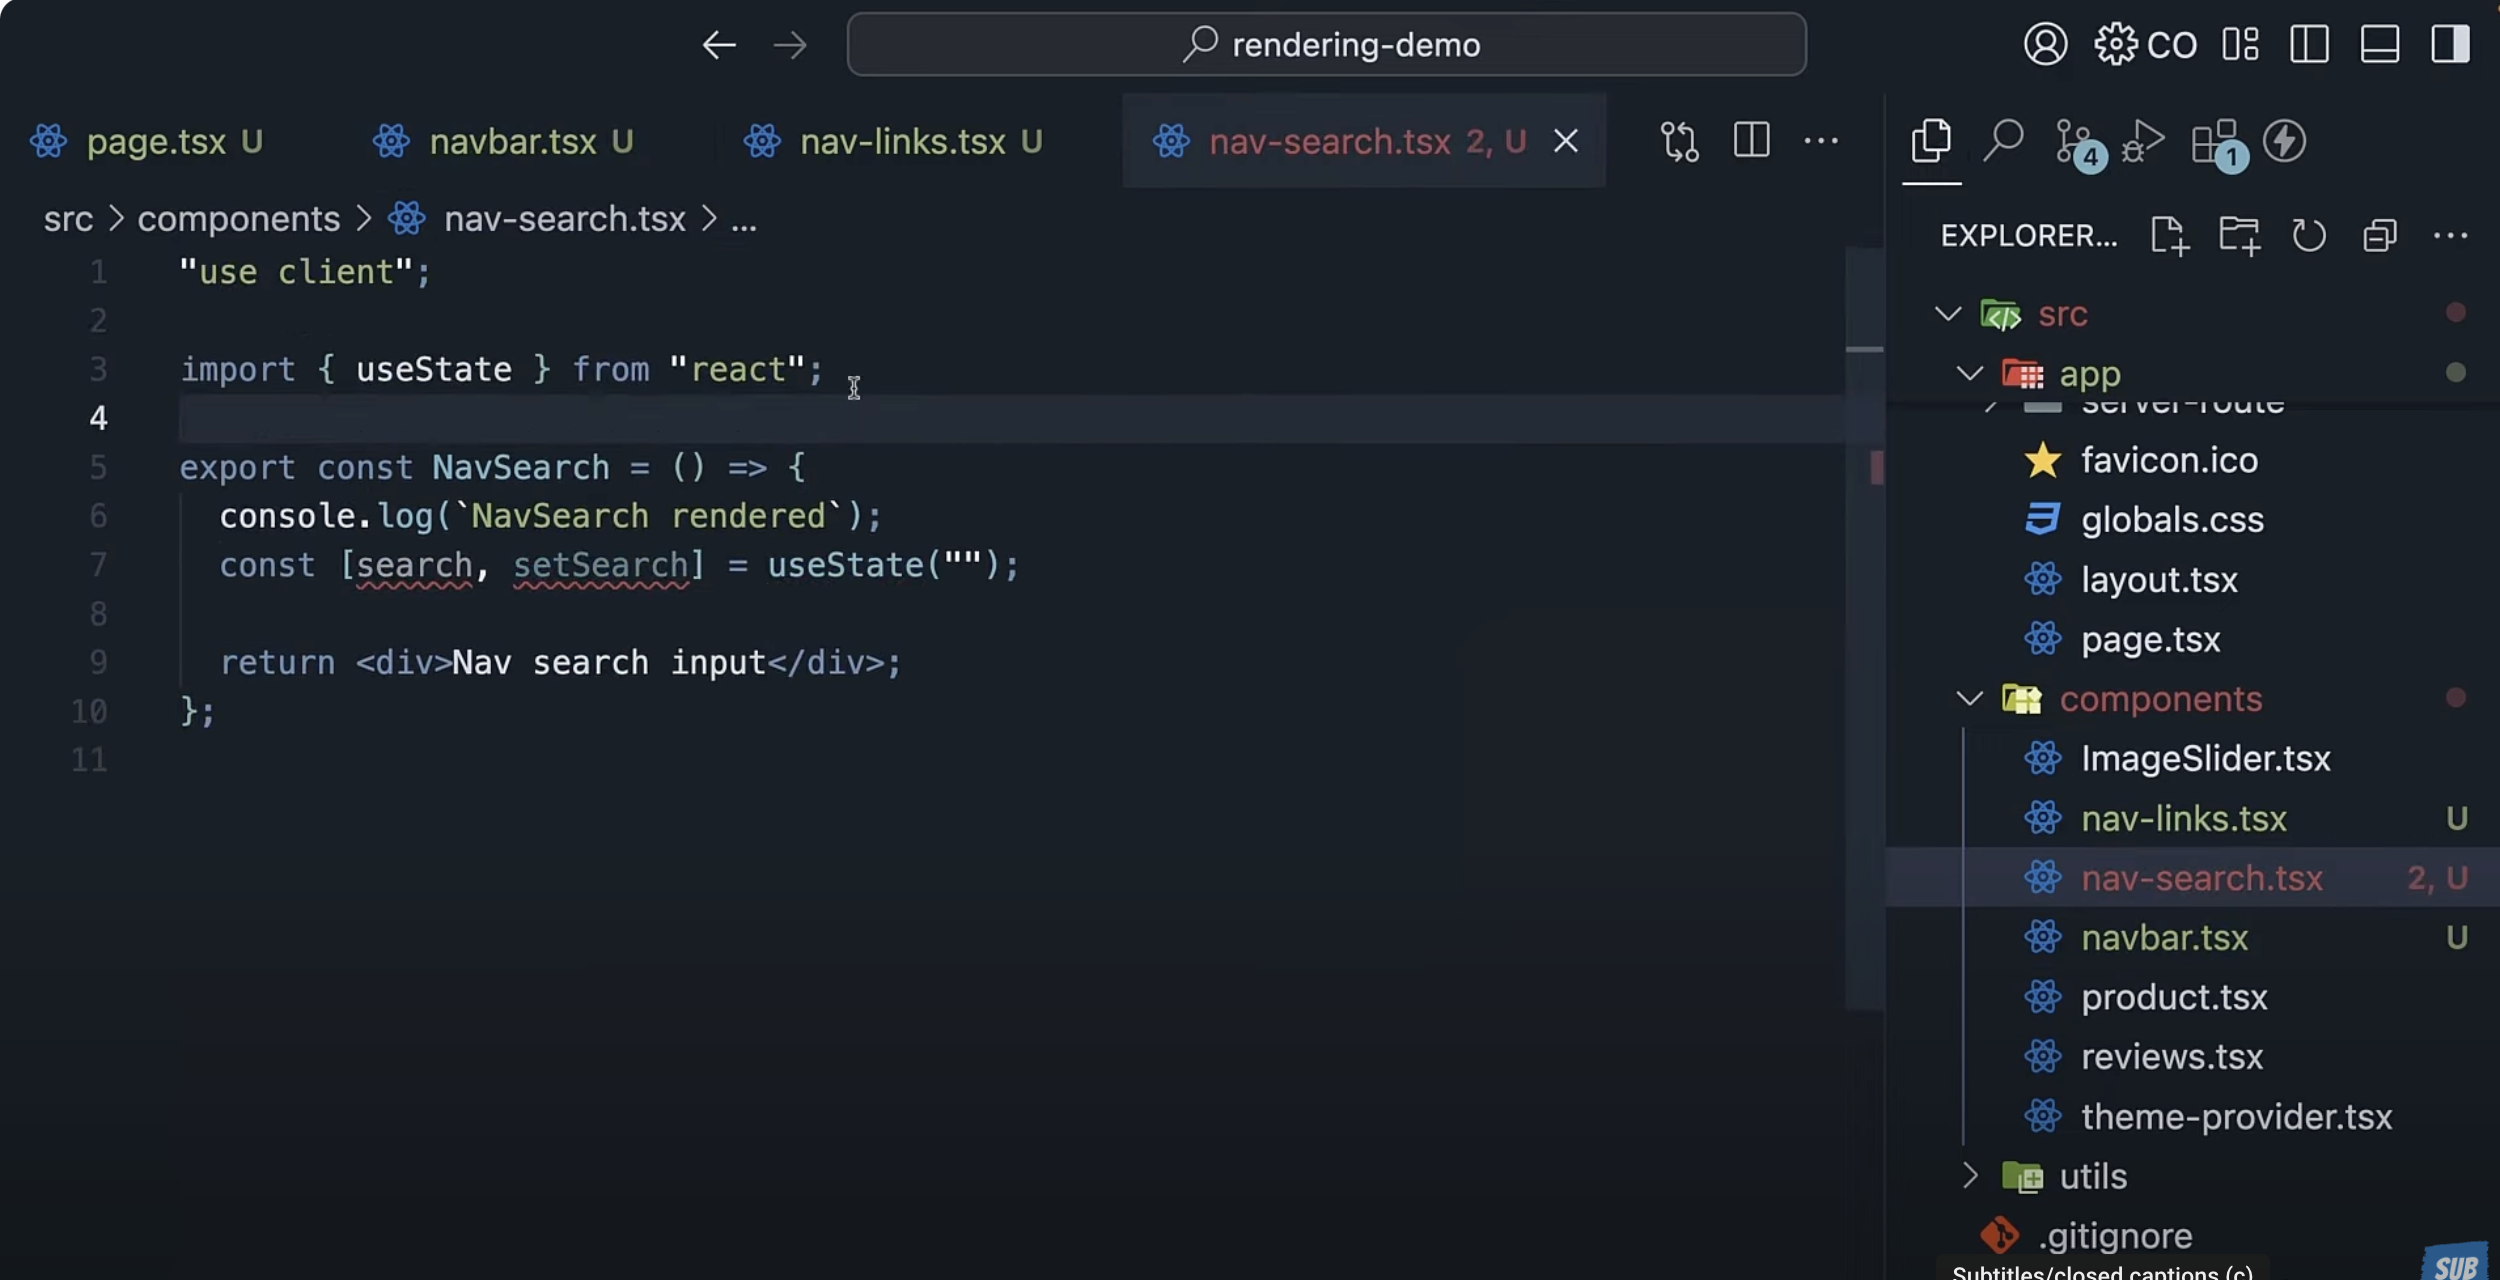 rendering-demo
CO
page.tsx U
navbar.tsx U
nav-links.tsx U
nav-search.tsx 2, U
4
1
src > components > nav-search.tsx > ...
EXPLORER...
1 "use client";
2
3 import { useState } from "react";
4
5 export const NavSearch = () => {
6 console.log(`NavSearch rendered`);
7 const [search, setSearch] = useState("");
8
9 return <div>Nav search input</div>;
10 };
11
src
app
server-route
favicon.ico
globals.css
layout.tsx
page.tsx
components
ImageSlider.tsx
nav-links.tsx U
nav-search.tsx 2, U
navbar.tsx U
product.tsx
reviews.tsx
theme-provider.tsx
utils
.gitignore
Subtitles/closed captions (c)
SUB